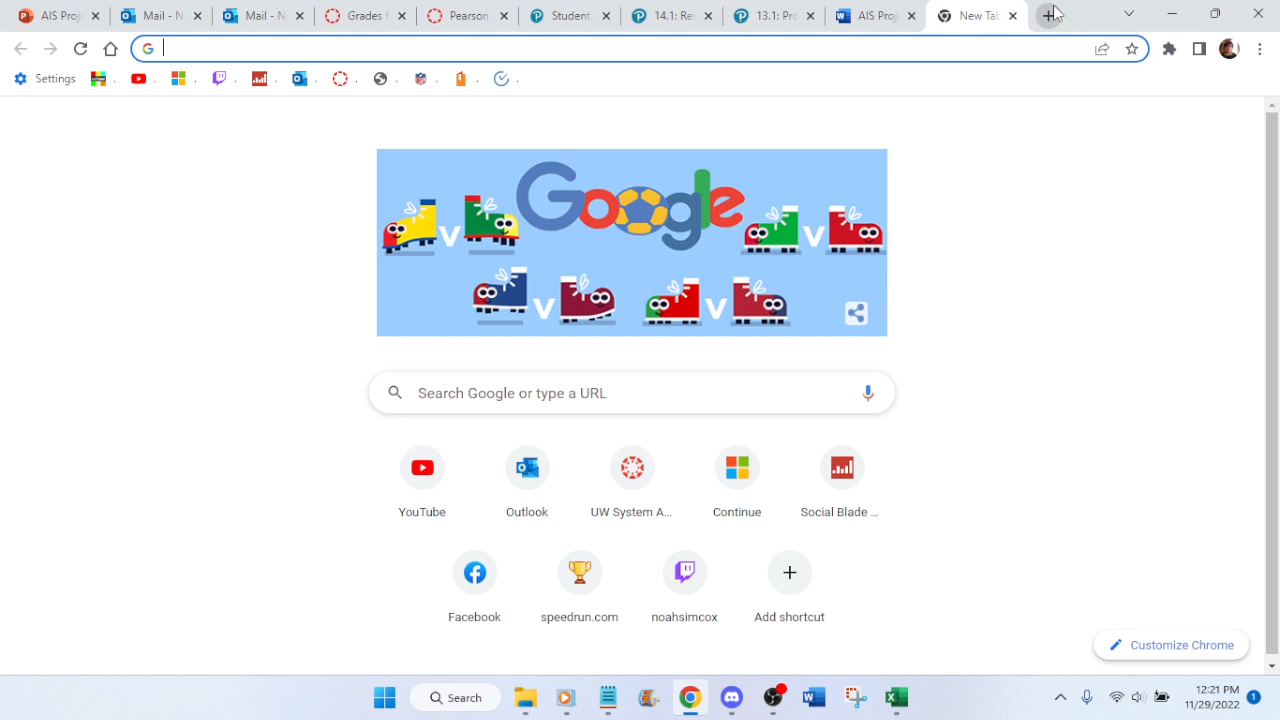 AIS Proj
Mail - N
Mail - N
Grades f
Pearson
Student
14.1: Re
13.1: Pro
AIS Proj
New Tab
Settings
Google
V
V
V
V
Search Google or type a URL
YouTube
Outlook
UW System A...
Continue
Social Blade ...
Facebook
speedrun.com
noahsimcox
Add shortcut
Customize Chrome
Search
12:21 PM
11/29/2022
1